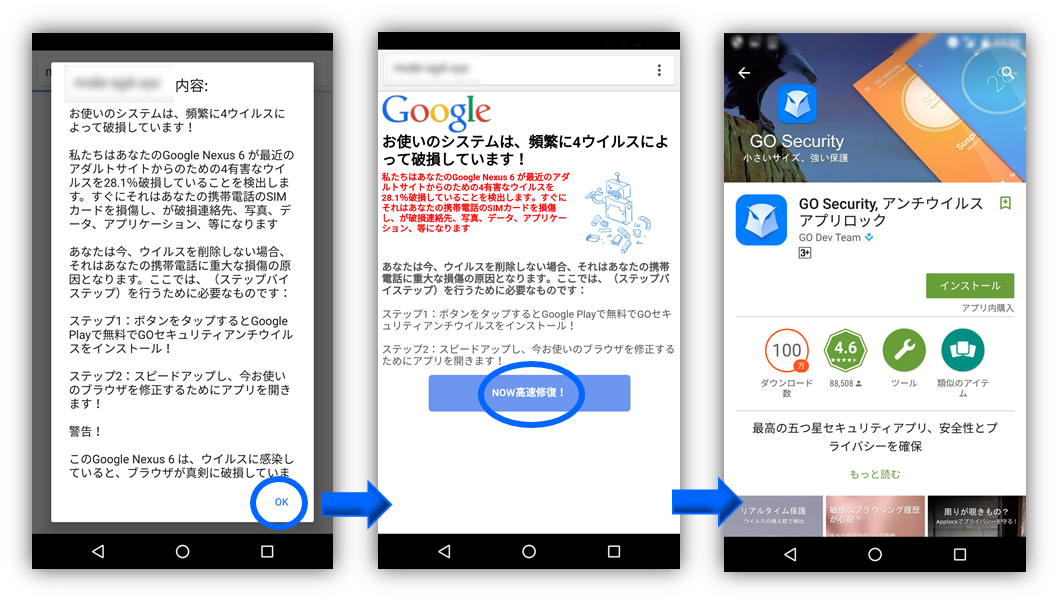 内容:
お使いのシステムは、頻繁に4ウイルスに
よって破損しています！
私たちはあなたのGoogle Nexus 6 が最近の
アダルトサイトからのための4有害なウイ
ルスを28.1％破損していることを検出しま
す。すぐにそれはあなたの携帯電話のSIM
カードを損傷し、が破損連絡先、写真、デ
ータ、アプリケーション、等になります
あなたは今、ウイルスを削除しない場合、
それはあなたの携帯電話に重大な損傷の原
因となります。ここでは、（ステップバイ
ステップ）を行うために必要なものです：
ステップ1：ボタンをタップするとGoogle
Playで無料でGOセキュリティアンチウイル
スをインストール！
ステップ2：スピードアップし、今お使い
のブラウザを修正するためにアプリを開き
ます！
警告！
このGoogle Nexus 6 は、ウイルスに感染し
ていると、ブラウザが真剣に破損していま
OK
Google
お使いのシステムは、頻繁に4ウイルスによ
って破損しています！
私たちはあなたのGoogle Nexus 6 が最近のアダ
ルトサイトからのための4有害なウイルスを
28.1％破損していることを検出します。すぐに
それはあなたの携帯電話のSIMカードを損傷
し、が破損連絡先、写真、データ、アプリケー
ション、等になります
あなたは今、ウイルスを削除しない場合、それはあなたの携帯
電話に重大な損傷の原因となります。ここでは、（ステップバ
イステップ）を行うために必要なものです：
ステップ1：ボタンをタップするとGoogle Playで無料でGOセキ
ュリティアンチウイルスをインストール！
ステップ2：スピードアップし、今お使いのブラウザを修正する
ためにアプリを開きます！
NOW高速修復！
GO Security
小さいサイズ、強い保護
GO Security, アンチウイルス
アプリロック
GO Dev Team
3+
インストール
アプリ内購入
100
万
4.6
ダウンロード
数
88,508
ツール
類似のアイテ
ム
最高の五つ星セキュリティアプリ、安全性とプ
ライバシーを確保
もっと読む
リアルタイム保護
ウイルスの侵入前で検出
敏感なブラウジング履歴
が心配？
周りが覗きもの？
Applockでプライバシーを守る！